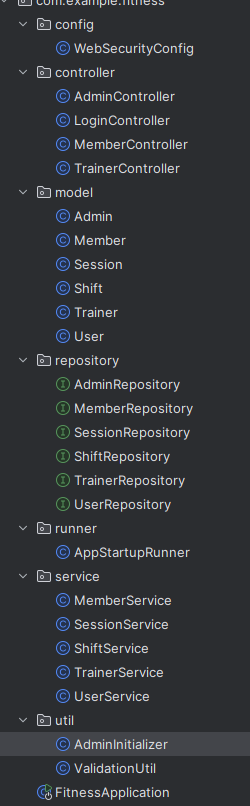 com.example.fitness
config
WebSecurityConfig
controller
AdminController
LoginController
MemberController
TrainerController
model
Admin
Member
Session
Shift
Trainer
User
repository
AdminRepository
MemberRepository
SessionRepository
ShiftRepository
TrainerRepository
UserRepository
runner
AppStartupRunner
service
MemberService
SessionService
ShiftService
TrainerService
UserService
util
AdminInitializer
ValidationUtil
FitnessApplication